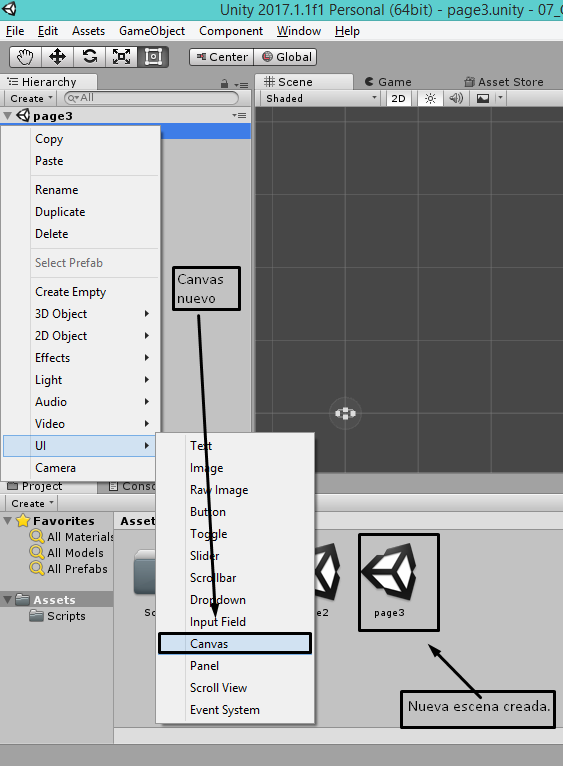 Unity 2017.1.1f1 Personal (64bit) - page3.unity - 07_
File Edit Assets GameObject Component Window Help
Center Global
Hierarchy
Create All
page3
Copy
Paste
Rename
Duplicate
Delete
Select Prefab
Create Empty
3D Object
2D Object
Effects
Light
Audio
Video
UI
Camera
Scene Game Asset Store
Shaded 2D
Canvas
nuevo
Text
Image
Raw Image
Button
Toggle
Slider
Scrollbar
Dropdown
Input Field
Canvas
Panel
Scroll View
Event System
Project Conso
Create
Favorites
All Materials
All Models
All Prefabs
Assets
Scripts
Asset
Sc
e2
page3
Nueva escena creada.